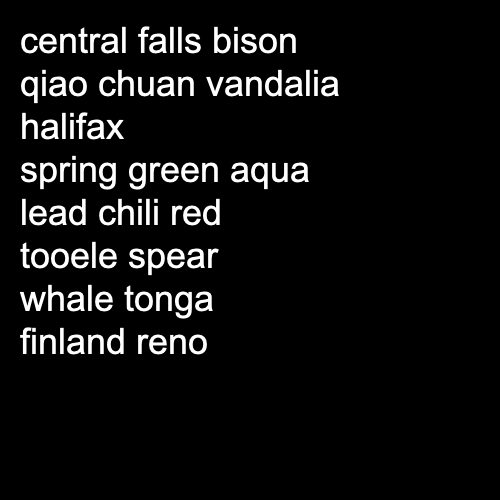 central falls bison
qiao chuan vandalia
halifax
spring green aqua
lead chili red
tooele spear
whale tonga
finland reno